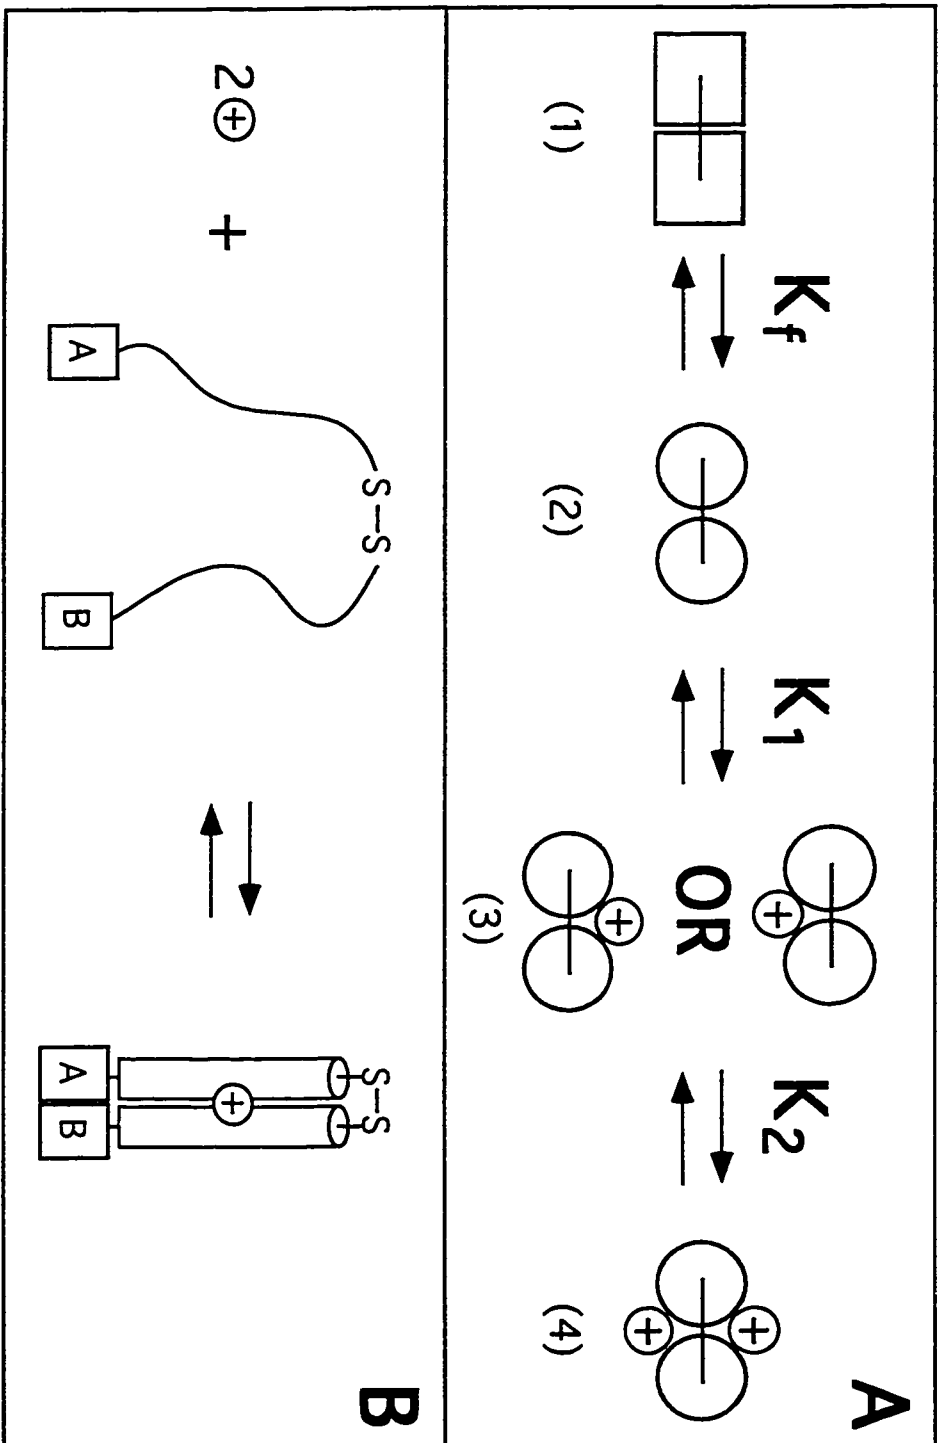 A
K_f K_1 K_2
OR
(1) (2) (3) (4)
+ + + +
B
2⊕ + S–S A B
S–S + A B